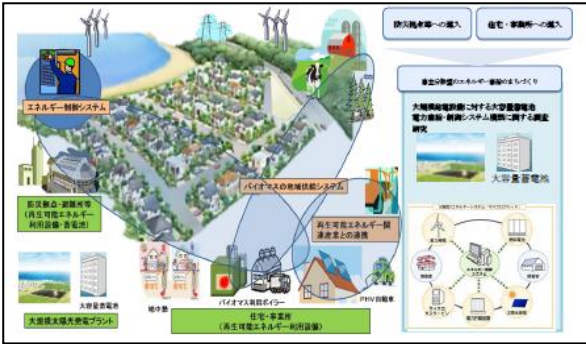 防災拠点等への導入
住宅・事業所への導入
エネルギー制御システム
自立分散型のエネルギー供給のまちづくり
大規模発電設備に対する大容量蓄電池
電力供給・制御システム構築に関する調査
研究
大容量蓄電池
バイオマスの地域供給システム
防災拠点・避難所等
(再生可能エネルギー
利用設備・蓄電池)
再生可能エネルギー関
連産業との連携
大容量蓄電池
大規模太陽光発電プラント
地中熱
バイオマス利用ボイラー
PHV自動車
住宅・事業所
(再生可能エネルギー利用設備)